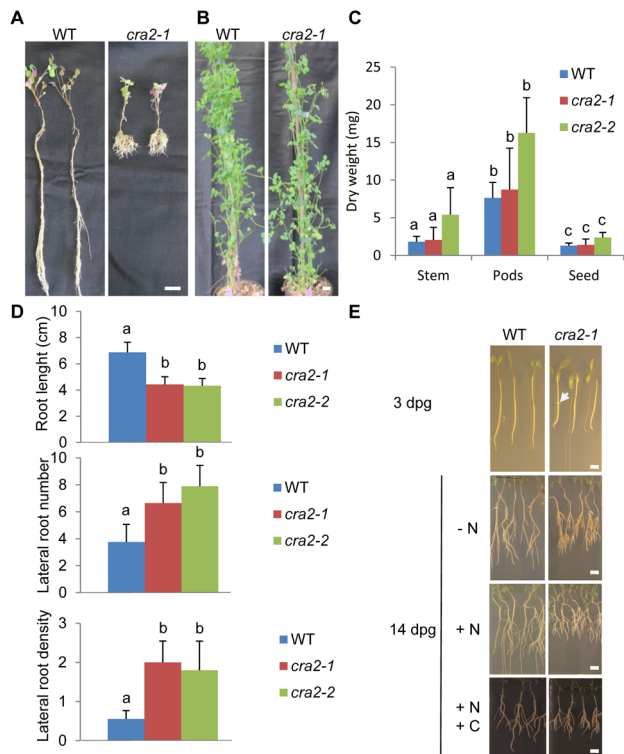 A
WT
cra2-1
B
WT
cra2-1
C
Dry weight (mg)
25
20
15
10
5
0
a
a
a
b
b
b
c
c
c
Stem
Pods
Seed
WT
cra2-1
cra2-2
D
Root lenght (cm)
10
8
6
4
2
0
a
b
b
WT
cra2-1
cra2-2
Lateral root number
10
8
6
4
2
0
a
b
b
WT
cra2-1
cra2-2
Lateral root density
3
2
1
0
a
b
b
WT
cra2-1
cra2-2
E
WT
cra2-1
3 dpg
14 dpg
- N
+ N
+ N
+ C